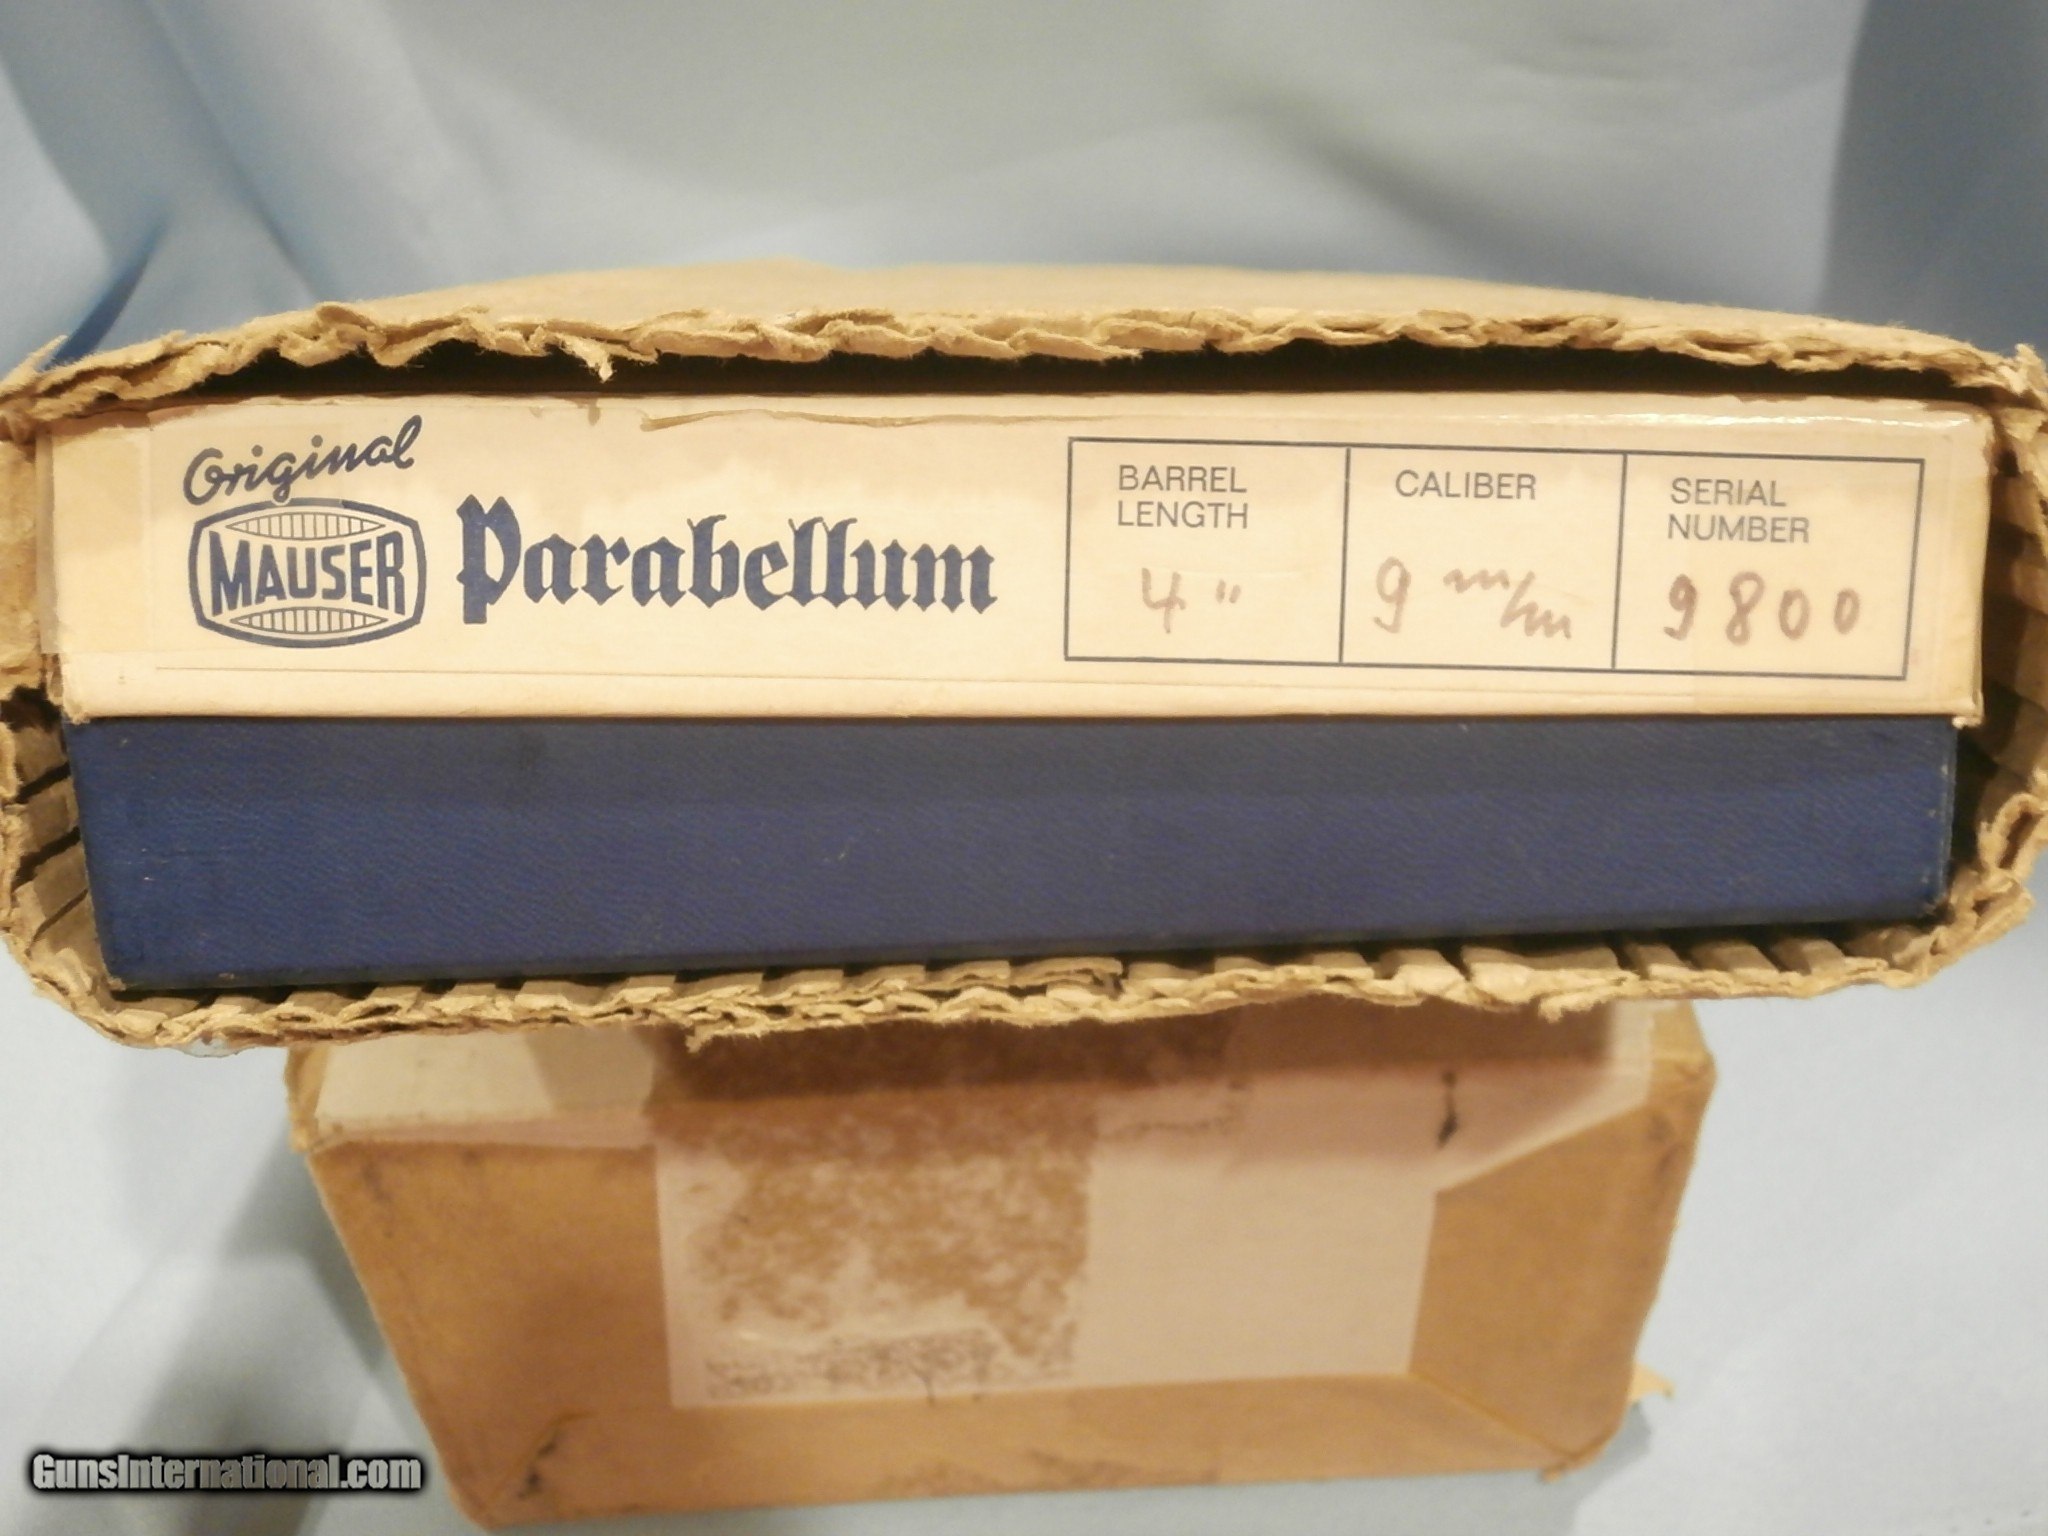 Original
MAUSER Parabellum
BARREL LENGTH
4"
CALIBER
9 m/m
SERIAL NUMBER
9800
GunsInternational.com